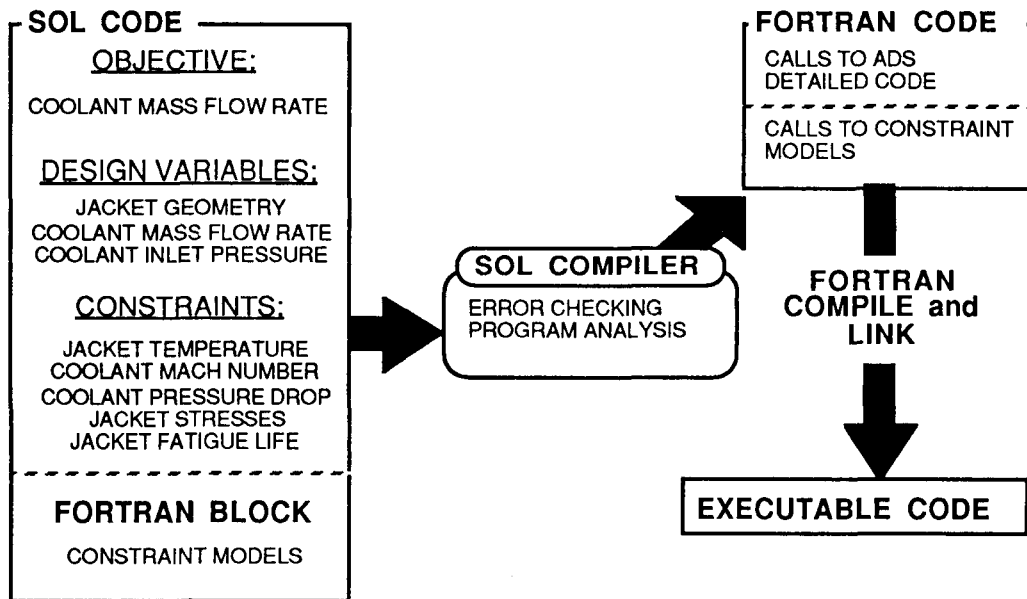 SOL CODE
OBJECTIVE:
COOLANT MASS FLOW RATE
DESIGN VARIABLES:
JACKET GEOMETRY
COOLANT MASS FLOW RATE
COOLANT INLET PRESSURE
CONSTRAINTS:
JACKET TEMPERATURE
COOLANT MACH NUMBER
COOLANT PRESSURE DROP
JACKET STRESSES
JACKET FATIGUE LIFE
FORTRAN BLOCK
CONSTRAINT MODELS
SOL COMPILER
ERROR CHECKING
PROGRAM ANALYSIS
FORTRAN CODE
CALLS TO ADS
DETAILED CODE
CALLS TO CONSTRAINT
MODELS
FORTRAN
COMPILE and
LINK
EXECUTABLE CODE